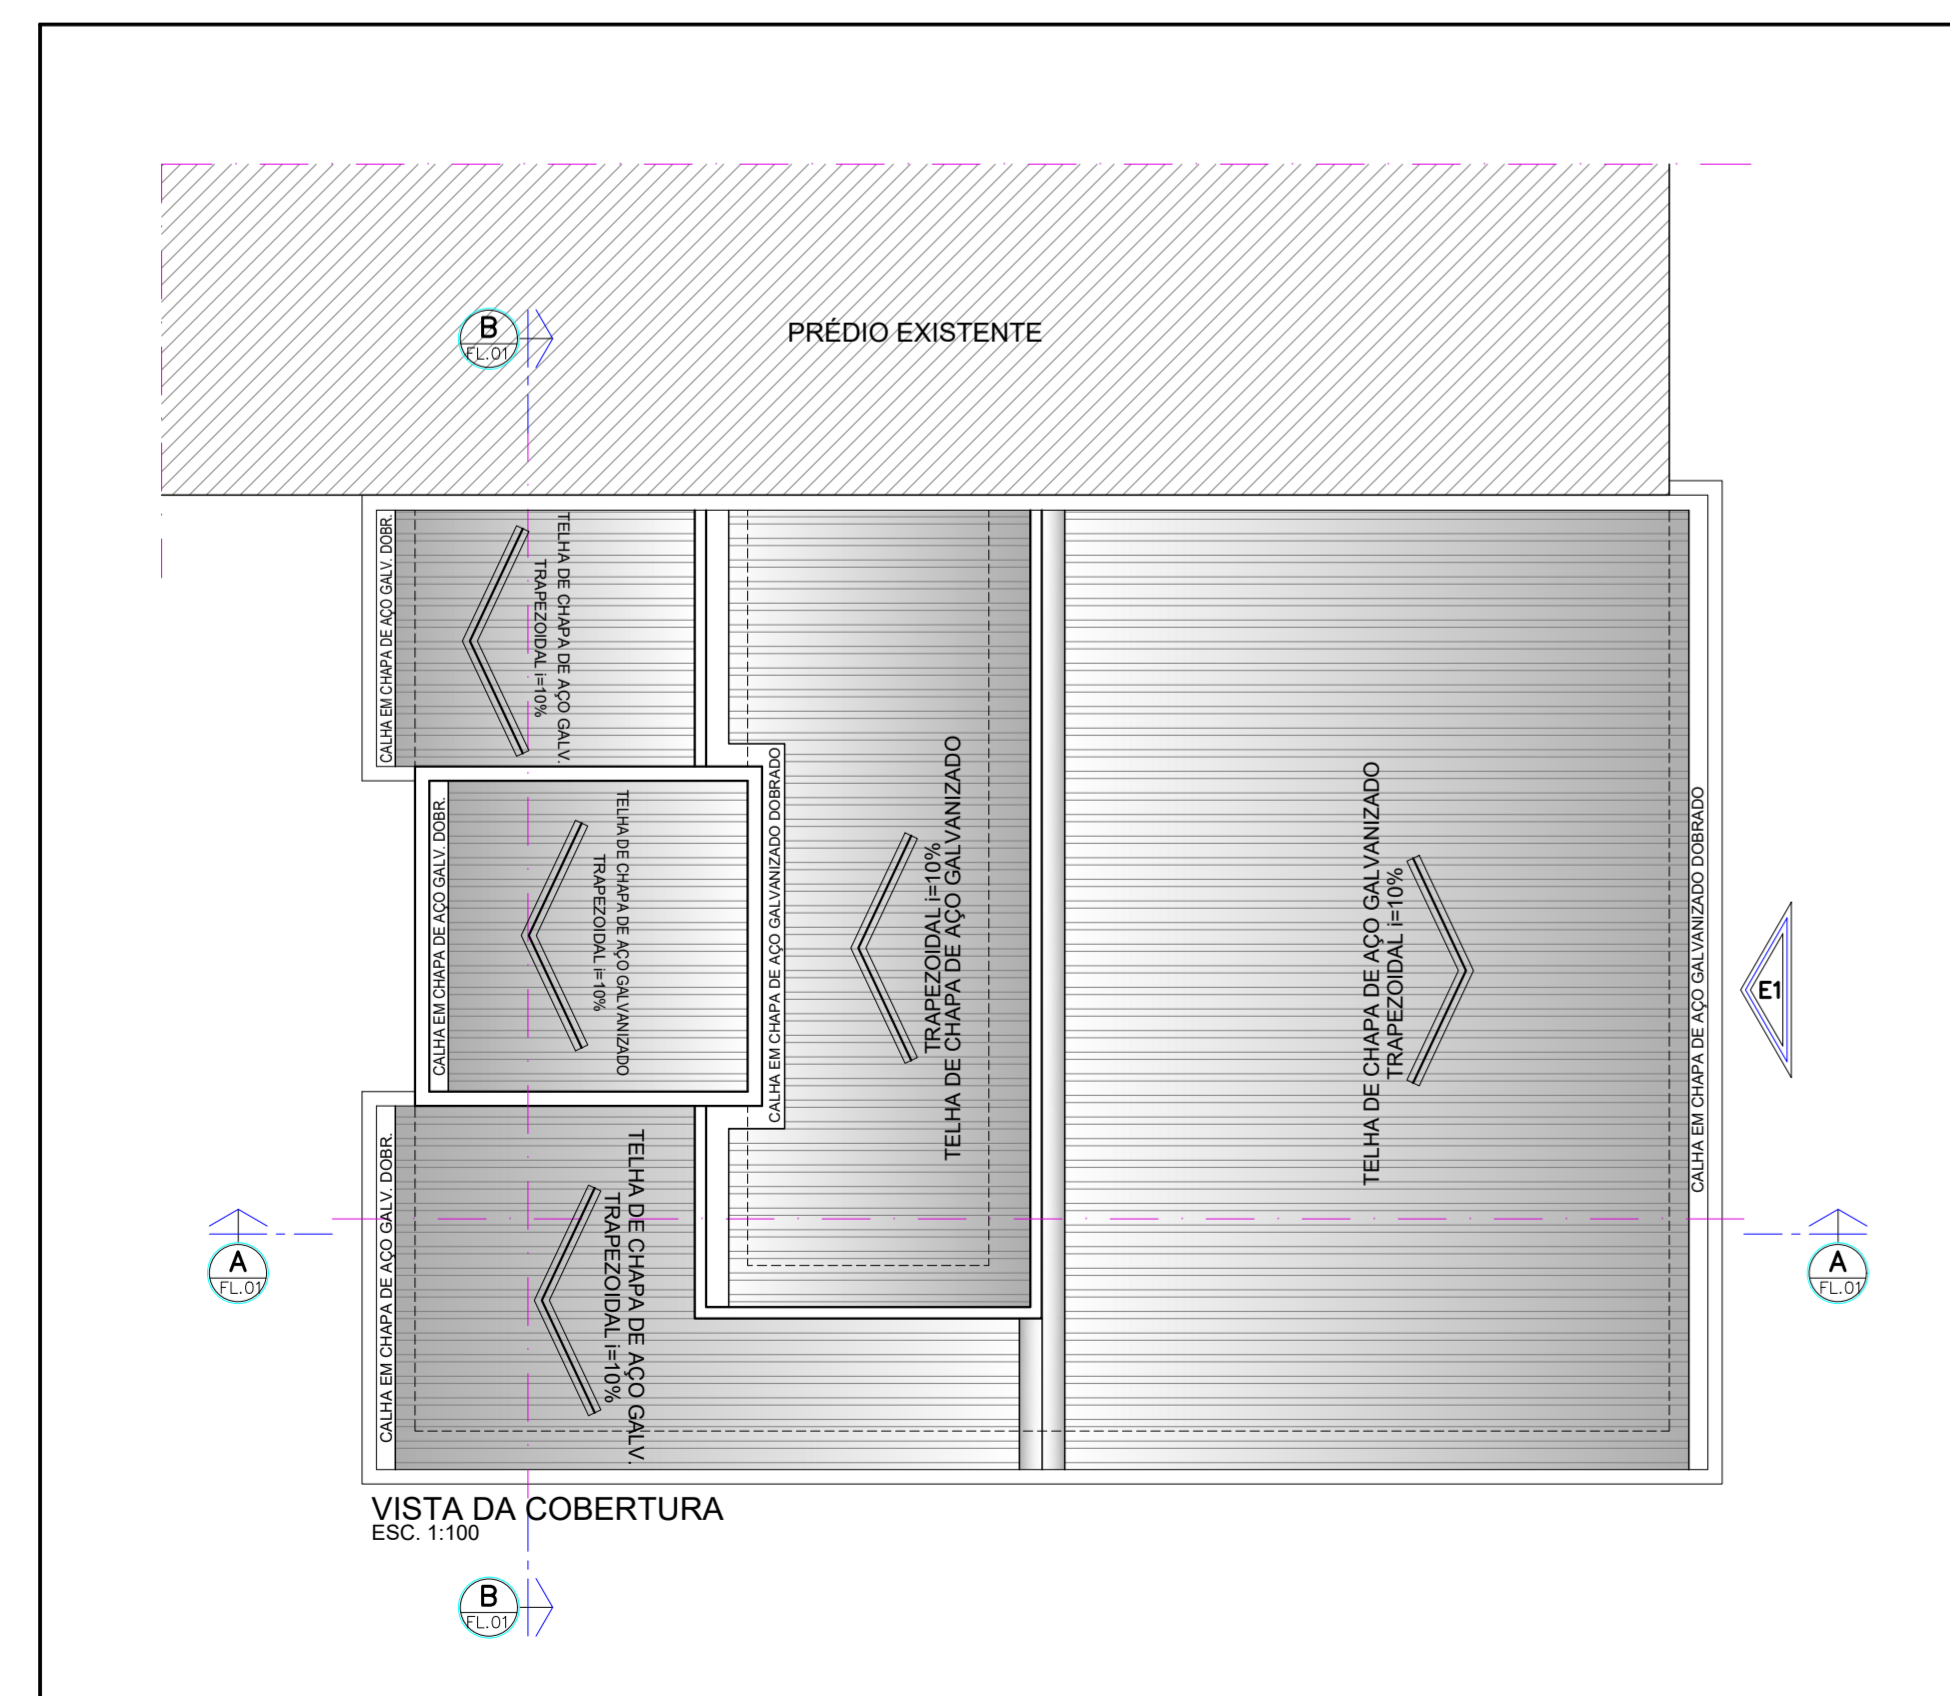 PRÉDIO EXISTENTE
B
FL.01
CALHA EM CHAPA DE AÇO GALV. DOBR.
TELHA DE CHAPA DE AÇO GALV.
TRAPEZOIDAL i=10%
CALHA EM CHAPA DE AÇO GALV. DOBR.
TELHA DE CHAPA DE AÇO GALVANIZADO
TRAPEZOIDAL i=10%
CALHA EM CHAPA DE AÇO GALVANIZADO DOBRADO
TRAPEZOIDAL i=10%
TELHA DE CHAPA DE AÇO GALVANIZADO
TELHA DE CHAPA DE AÇO GALVANIZADO
TRAPEZOIDAL i=10%
CALHA EM CHAPA DE AÇO GALVANIZADO DOBRADO
E1
CALHA EM CHAPA DE AÇO GALV. DOBR.
TELHA DE CHAPA DE AÇO GALV.
TRAPEZOIDAL i=10%
A
FL.01
A
FL.01
VISTA DA COBERTURA
ESC. 1:100
B
FL.01